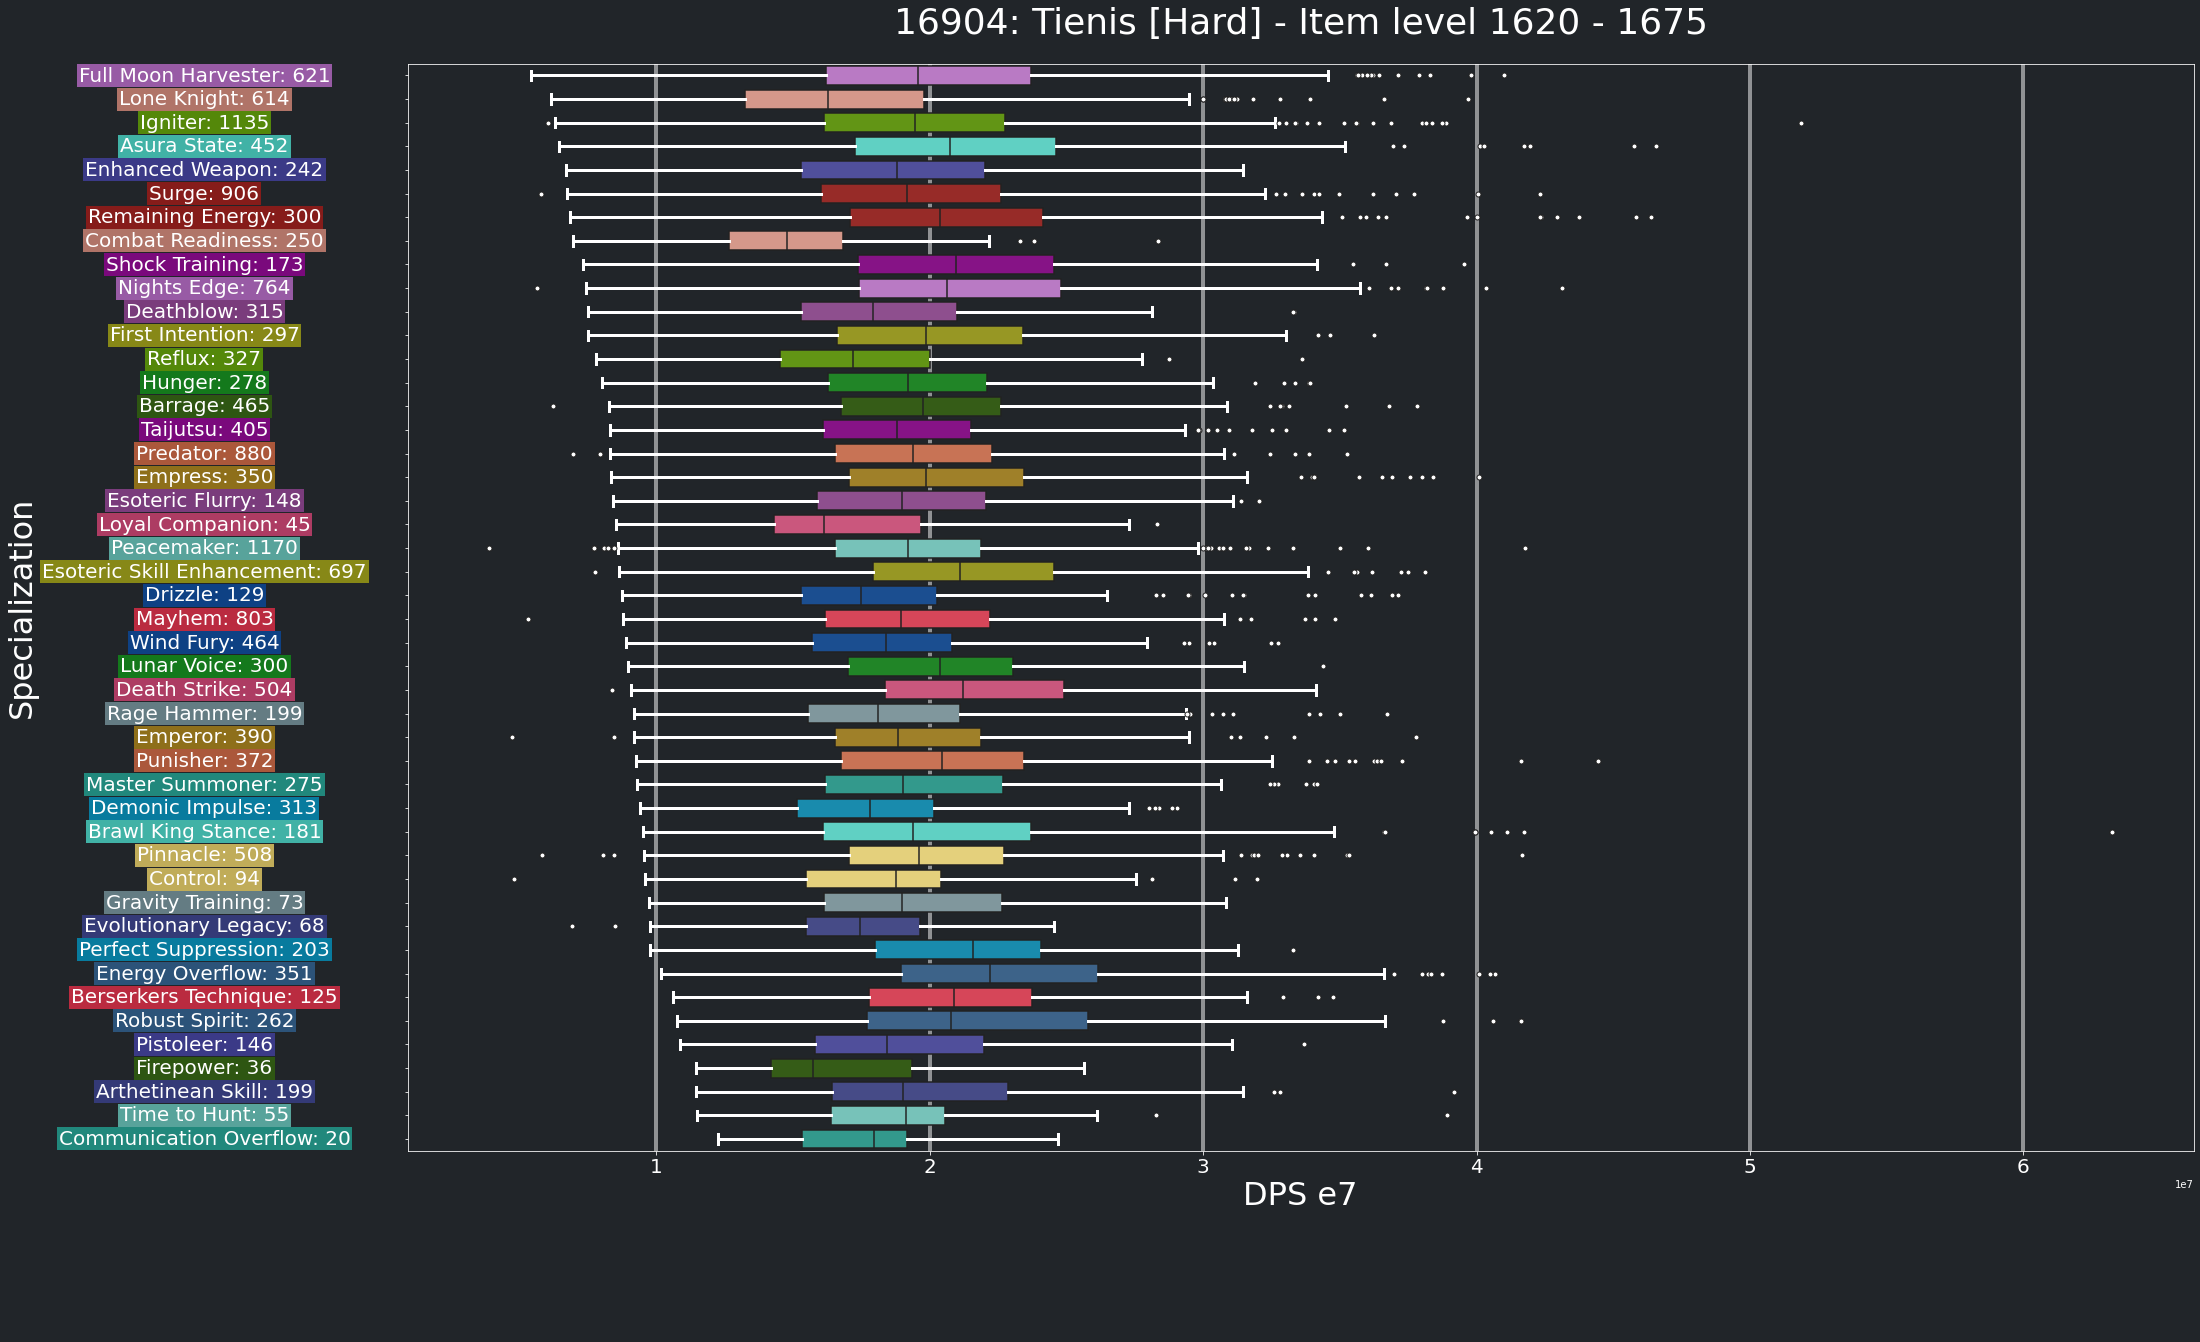 16904: Tienis [Hard] - Item level 1620 - 1675
Specialization
Full Moon Harvester: 621
Lone Knight: 614
Igniter: 1135
Asura State: 452
Enhanced Weapon: 242
Surge: 906
Remaining Energy: 300
Combat Readiness: 250
Shock Training: 173
Nights Edge: 764
Deathblow: 315
First Intention: 297
Reflux: 327
Hunger: 278
Barrage: 465
Taijutsu: 405
Predator: 880
Empress: 350
Esoteric Flurry: 148
Loyal Companion: 45
Peacemaker: 1170
Esoteric Skill Enhancement: 697
Drizzle: 129
Mayhem: 803
Wind Fury: 464
Lunar Voice: 300
Death Strike: 504
Rage Hammer: 199
Emperor: 390
Punisher: 372
Master Summoner: 275
Demonic Impulse: 313
Brawl King Stance: 181
Pinnacle: 508
Control: 94
Gravity Training: 73
Evolutionary Legacy: 68
Perfect Suppression: 203
Energy Overflow: 351
Berserkers Technique: 125
Robust Spirit: 262
Pistoleer: 146
Firepower: 36
Arthetinean Skill: 199
Time to Hunt: 55
Communication Overflow: 20
1 2 3 4 5 6
1e7
DPS e7